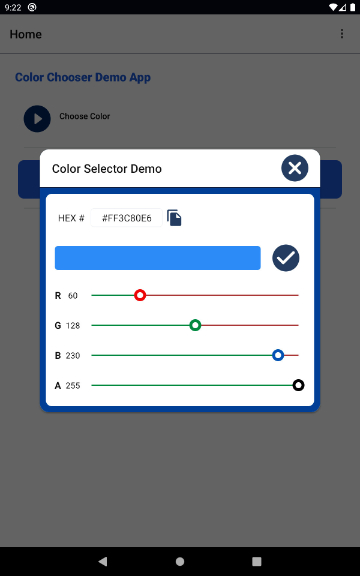 9:22
Home
Color Chooser Demo App
Choose Color
Color Selector Demo
HEX # #FF3C80E6
R 60
G 128
B 230
A 255